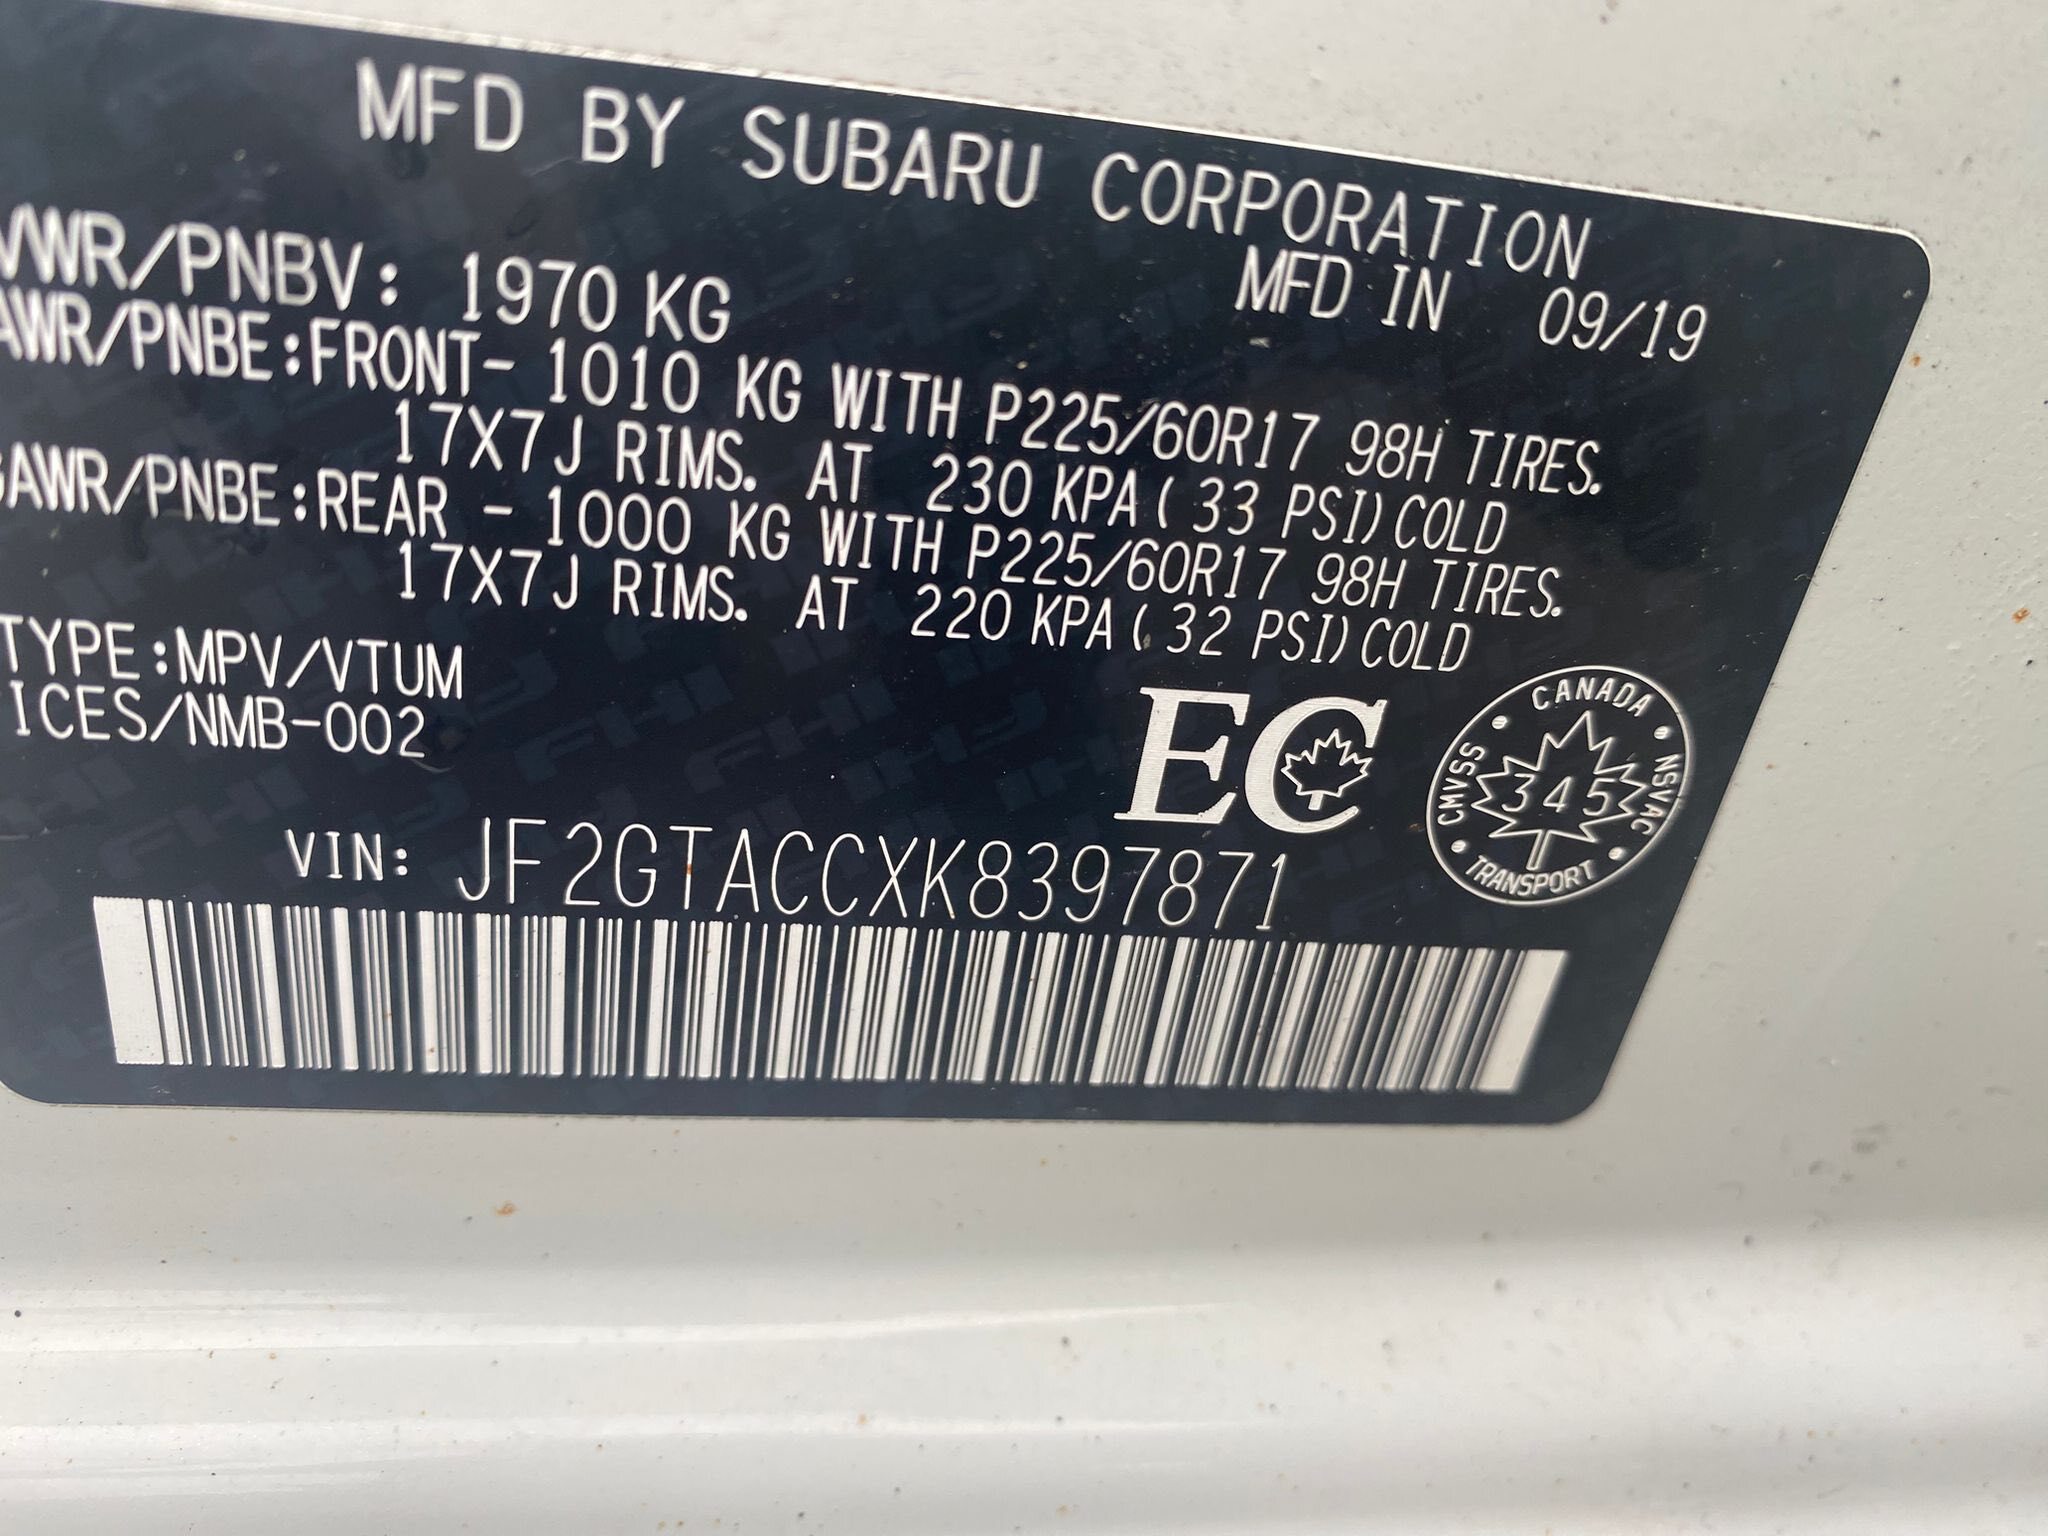 MFD BY SUBARU CORPORATION
VWR/PNBV: 1970 KG MFD IN 09/19
AWR/PNBE:FRONT- 1010 KG WITH P225/60R17 98H TIRES.
17X7J RIMS. AT 230 KPA( 33 PSI)COLD
GAWR/PNBE:REAR - 1000 KG WITH P225/60R17 98H TIRES.
17X7J RIMS. AT 220 KPA( 32 PSI)COLD
TYPE:MPV/VTUM
ICES/NMB-002
EC
CANADA
CMVSS 345 NSVAC
TRANSPORT
VIN: JF2GTACCXK8397871